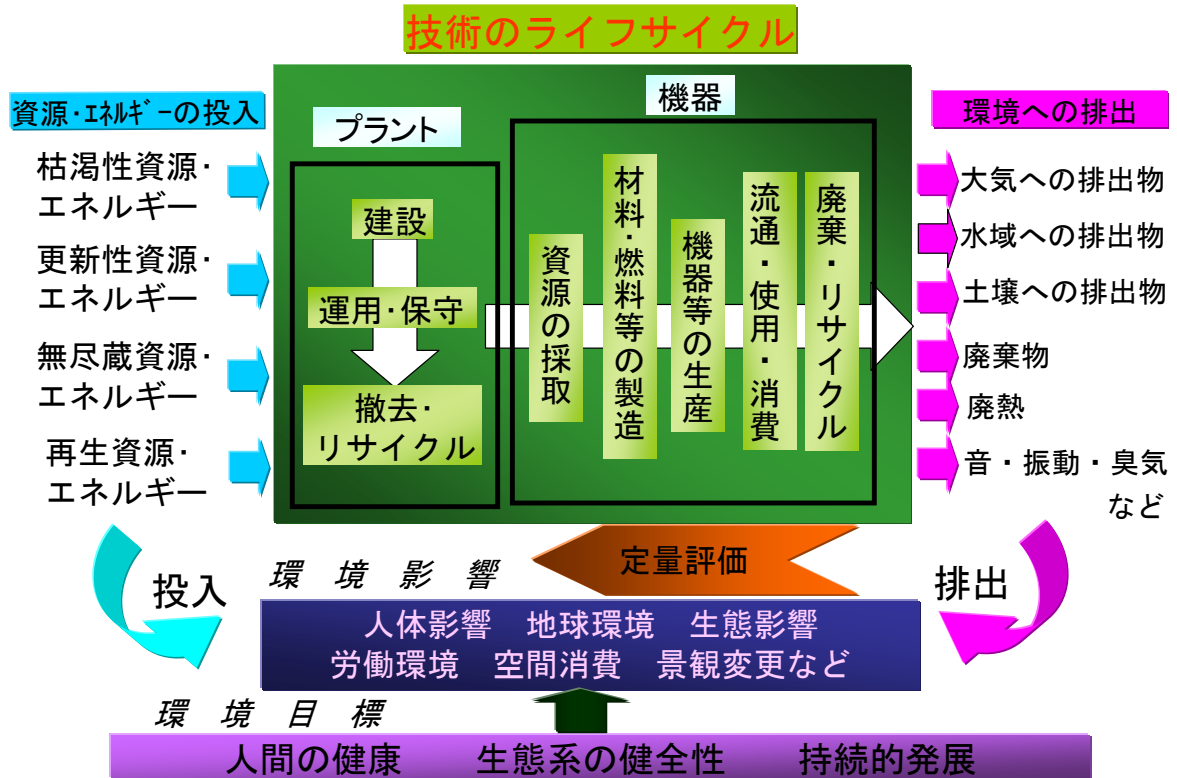 技術のライフサイクル
資源･ｴﾈﾙｷﾞｰの投入
枯渇性資源･
エネルギー
更新性資源･
エネルギー
無尽蔵資源･
エネルギー
再生資源･
エネルギー
プラント
建設
運用･保守
撤去･
リサイクル
機器
資源の採取
材料･燃料等の製造
機器等の生産
流通・使用・消費
廃棄・リサイクル
環境への排出
大気への排出物
水域への排出物
土壌への排出物
廃棄物
廃熱
音・振動・臭気
など
投入
環境影響
定量評価
排出
人体影響 地球環境 生態影響
労働環境 空間消費 景観変更など
環境目標
人間の健康 生態系の健全性 持続的発展